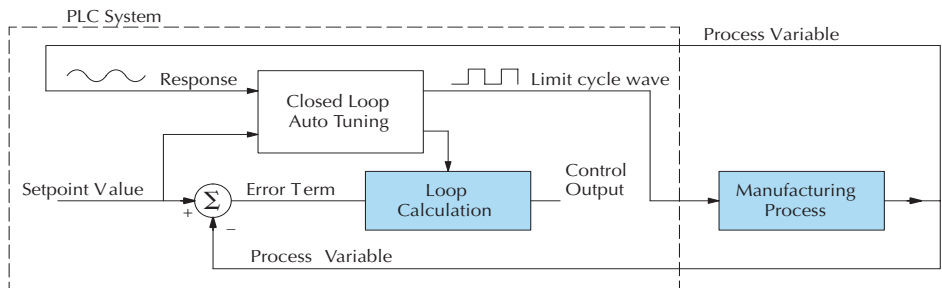 PLC System
Process Variable
Response
Limit cycle wave
Closed Loop
Auto Tuning
Setpoint Value
+
Σ
−
Error Term
Loop
Calculation
Control
Output
Manufacturing
Process
Process Variable